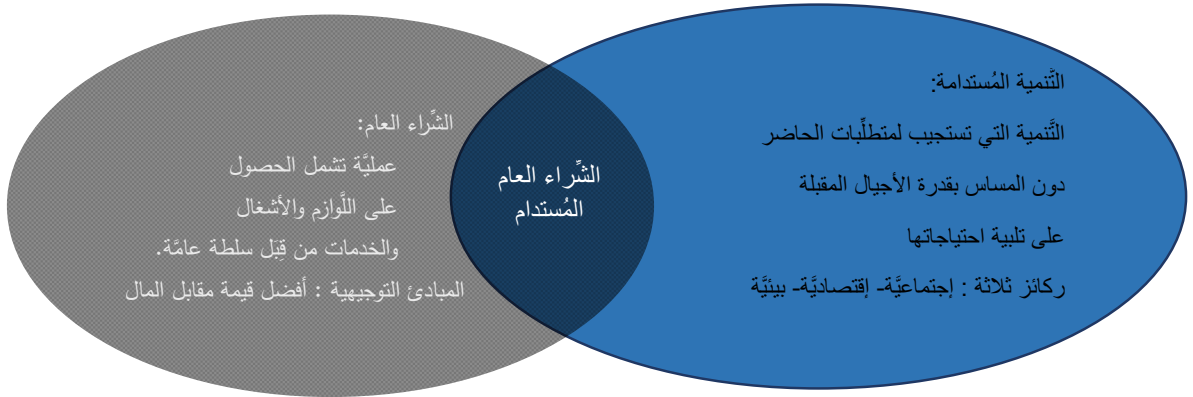 التَّنمية المُستدامة:
التَّنمية التي تستجيب لمتطلِّبات الحاضر
دون المساس بقدرة الأجيال المقبلة
على تلبية احتياجاتها
ركائز ثلاثة : إجتماعيَّة- إقتصاديَّة- بيئيَّة
الشِّراء العام
المُستدام
الشِّراء العام:
عمليَّة تشمل الحصول
على اللَّوازم والأشغال
والخدمات من قِبَل سلطة عامَّة.
المبادئ التوجيهية : أفضل قيمة مقابل المال